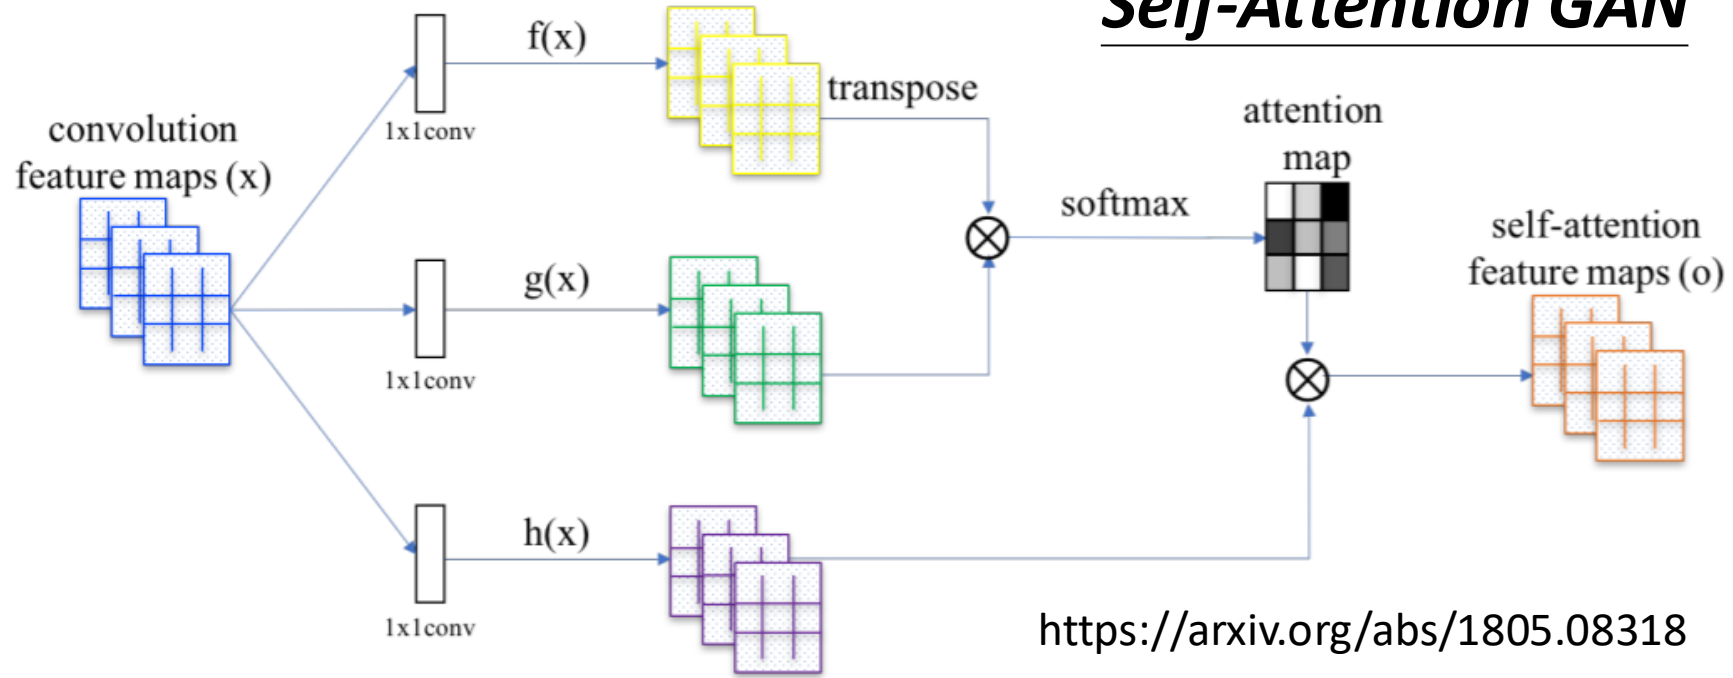 Self-Attention GAN
f(x)
transpose
1x1conv
convolution
feature maps (x)
attention
map
softmax
g(x)
1x1conv
self-attention
feature maps (o)
h(x)
1x1conv
https://arxiv.org/abs/1805.08318